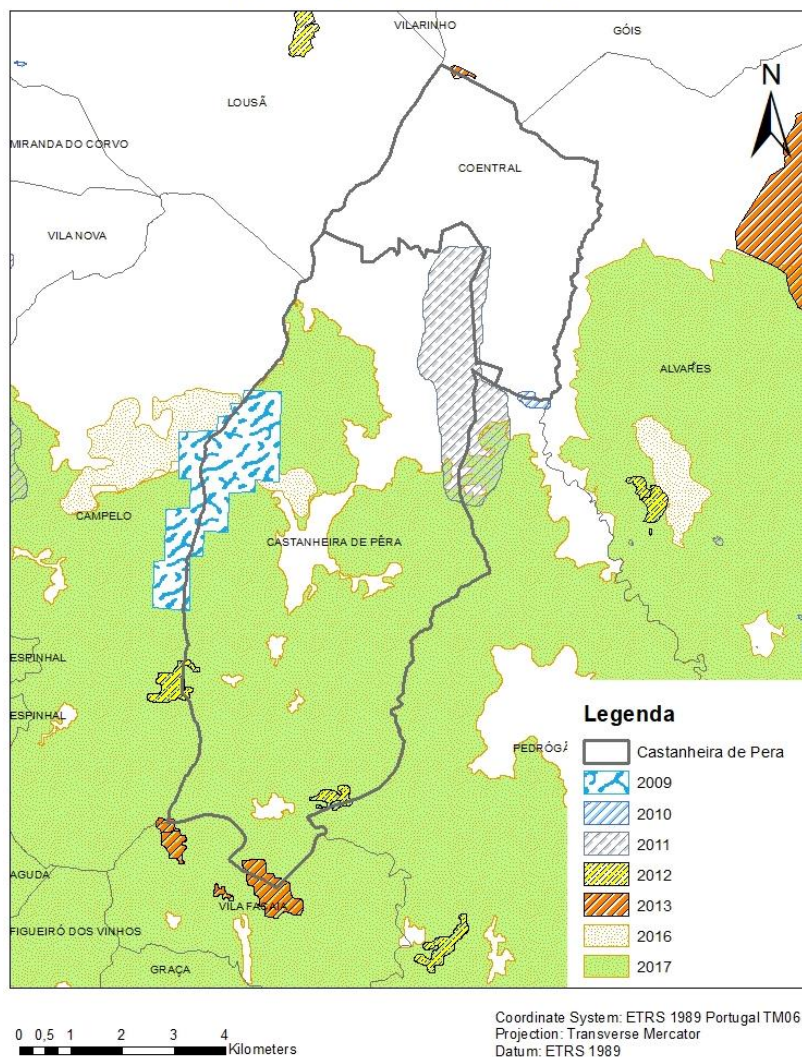 VILARINHO
GÓIS
LOUSÃ
N
MIRANDA DO CORVO
COENTRAL
VILA NOVA
ALVARES
CAMPELO
CASTANHEIRA DE PÊRA
ESPINHAL
ESPINHAL
PEDRÓGÃ
AGUDA
VILA FACAIA
FIGUEIRÓ DOS VINHOS
GRAÇA
Legenda
Castanheira de Pera
2009
2010
2011
2012
2013
2016
2017
0 0,5 1 2 3 4
Kilometers
Coordinate System: ETRS 1989 Portugal TM06
Projection: Transverse Mercator
Datum: ETRS 1989